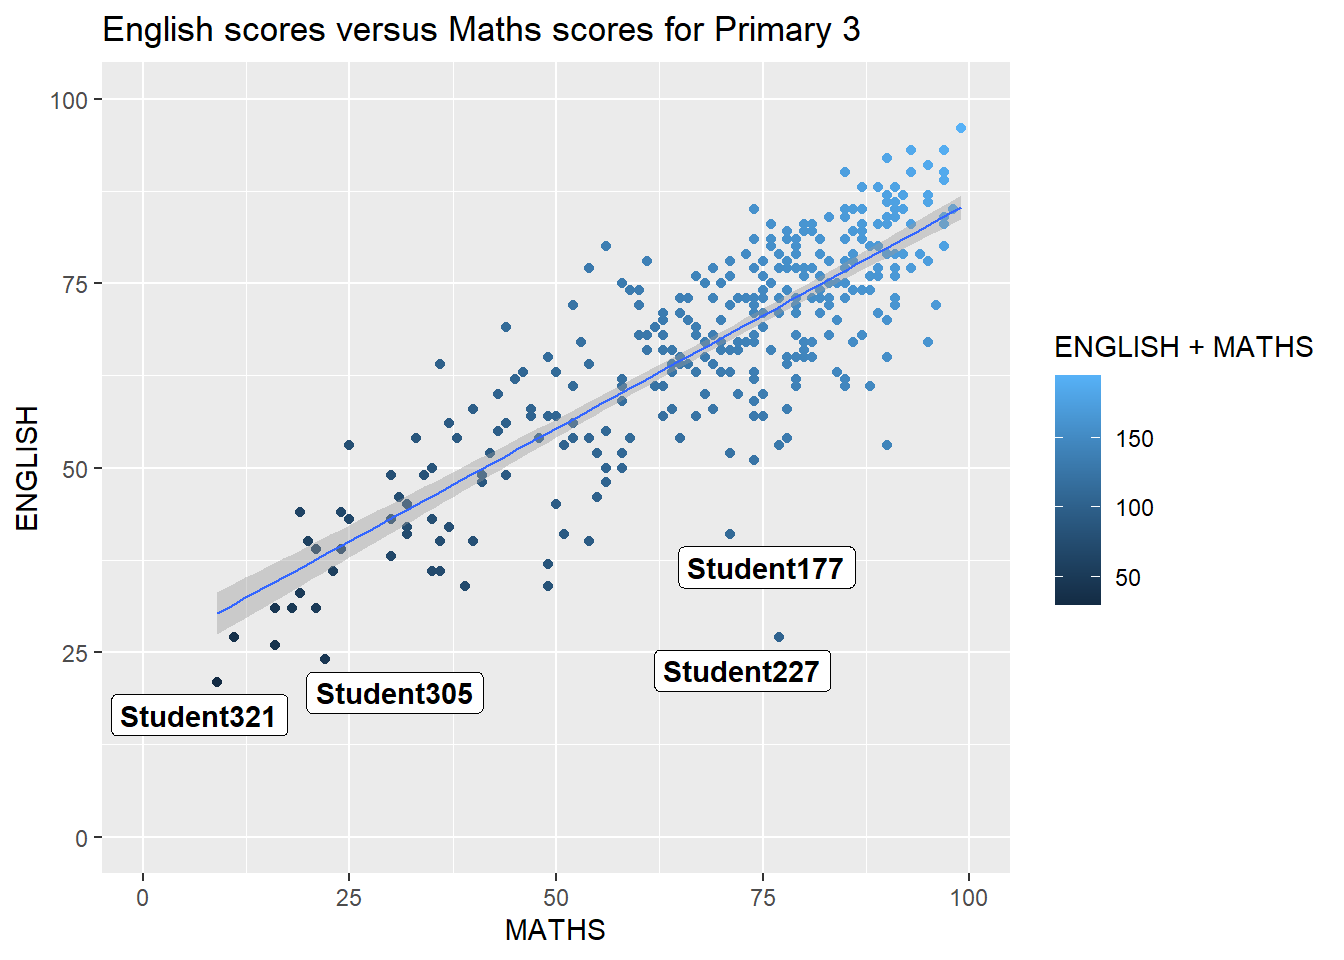 English scores versus Maths scores for Primary 3
100
75
50
25
0
ENGLISH
Student177
Student227
Student305
Student321
0 25 50 75 100
MATHS
ENGLISH + MATHS
150
100
50